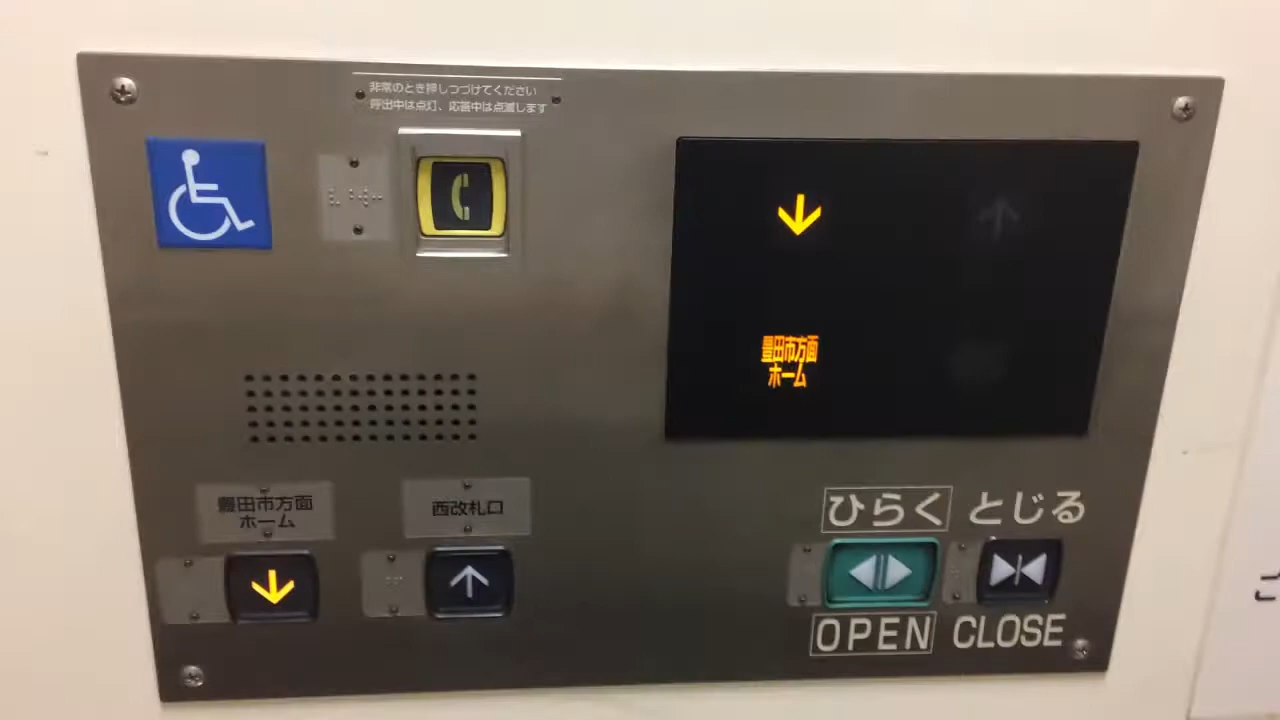 非常のとき押しつづけてください
呼出中は点灯、応答中は点滅します
豊田市方面
ホーム
豊田市方面
ホーム
西改札口
ひらく とじる
OPEN CLOSE